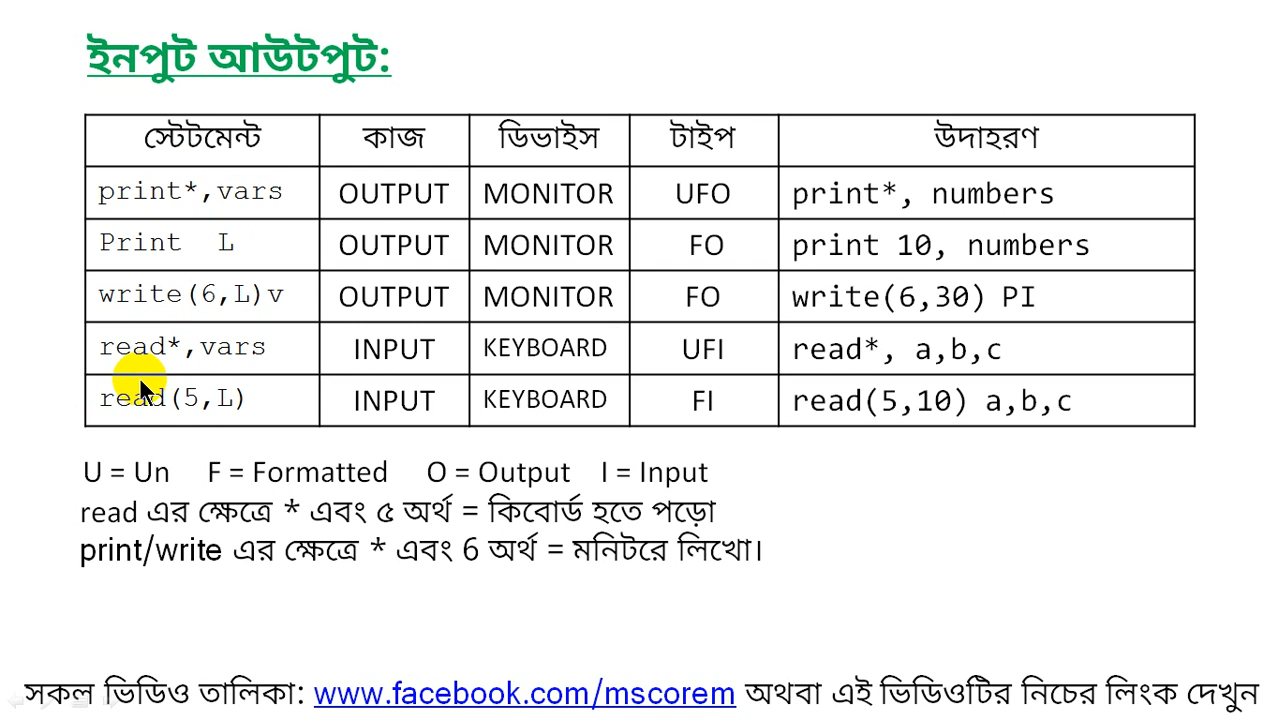 ইনপুট আউটপুট:
স্টেটমেন্ট কাজ ডিভাইস টাইপ উদাহরণ
print*,vars OUTPUT MONITOR UFO print*, numbers
Print L OUTPUT MONITOR FO print 10, numbers
write(6,L)v OUTPUT MONITOR FO write(6,30) PI
read*,vars INPUT KEYBOARD UFI read*, a,b,c
read(5,L) INPUT KEYBOARD FI read(5,10) a,b,c
U = Un F = Formatted O = Output I = Input
read এর ক্ষেত্রে * এবং ৫ অর্থ = কিবোর্ড হতে পড়ো
print/write এর ক্ষেত্রে * এবং 6 অর্থ = মনিটরে লিখো।
সকল ভিডিও তালিকা: www.facebook.com/mscorem অথবা এই ভিডিওটির নিচের লিংক দেখুন